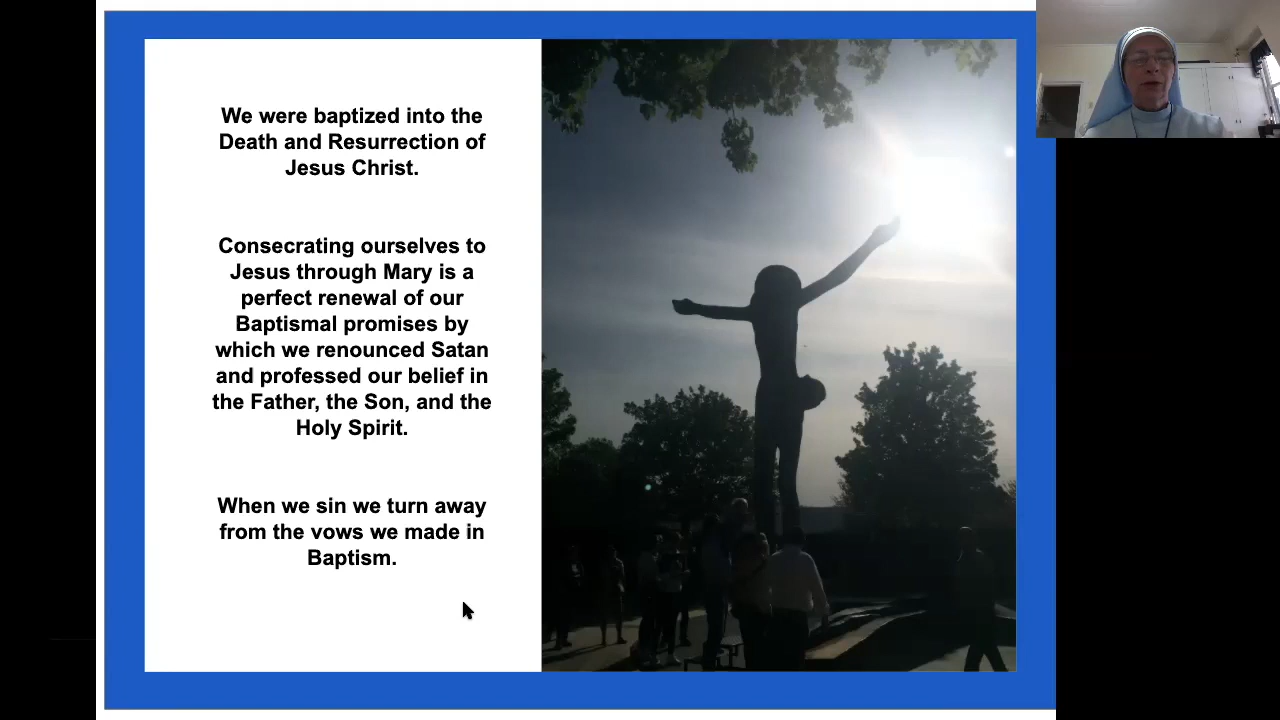 We were baptized into the
Death and Resurrection of
Jesus Christ.
Consecrating ourselves to
Jesus through Mary is a
perfect renewal of our
Baptismal promises by
which we renounced Satan
and professed our belief in
the Father, the Son, and the
Holy Spirit.
When we sin we turn away
from the vows we made in
Baptism.